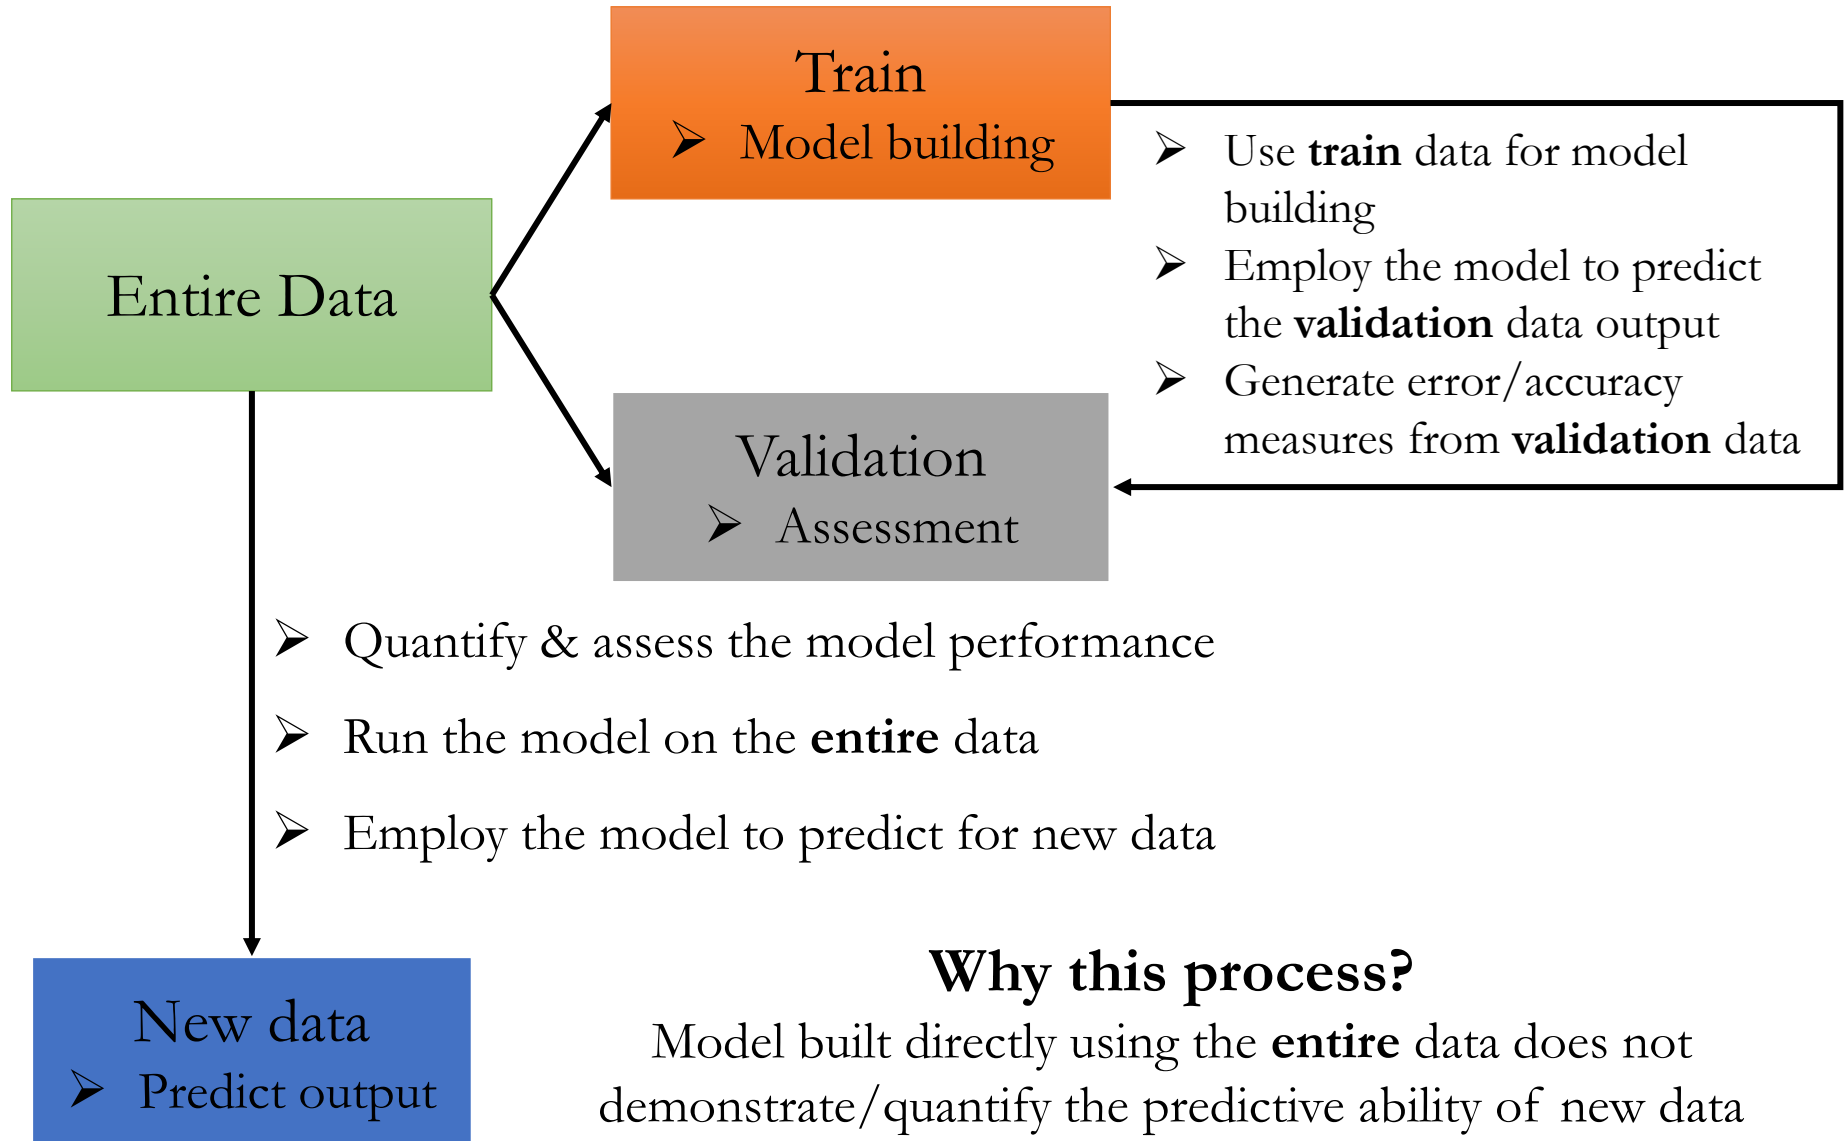 Train
➢ Model building
Entire Data
➢ Use train data for model
building
➢ Employ the model to predict
the validation data output
➢ Generate error/accuracy
measures from validation data
Validation
➢ Assessment
➢ Quantify & assess the model performance
➢ Run the model on the entire data
➢ Employ the model to predict for new data
New data
➢ Predict output
Why this process?
Model built directly using the entire data does not
demonstrate/quantify the predictive ability of new data